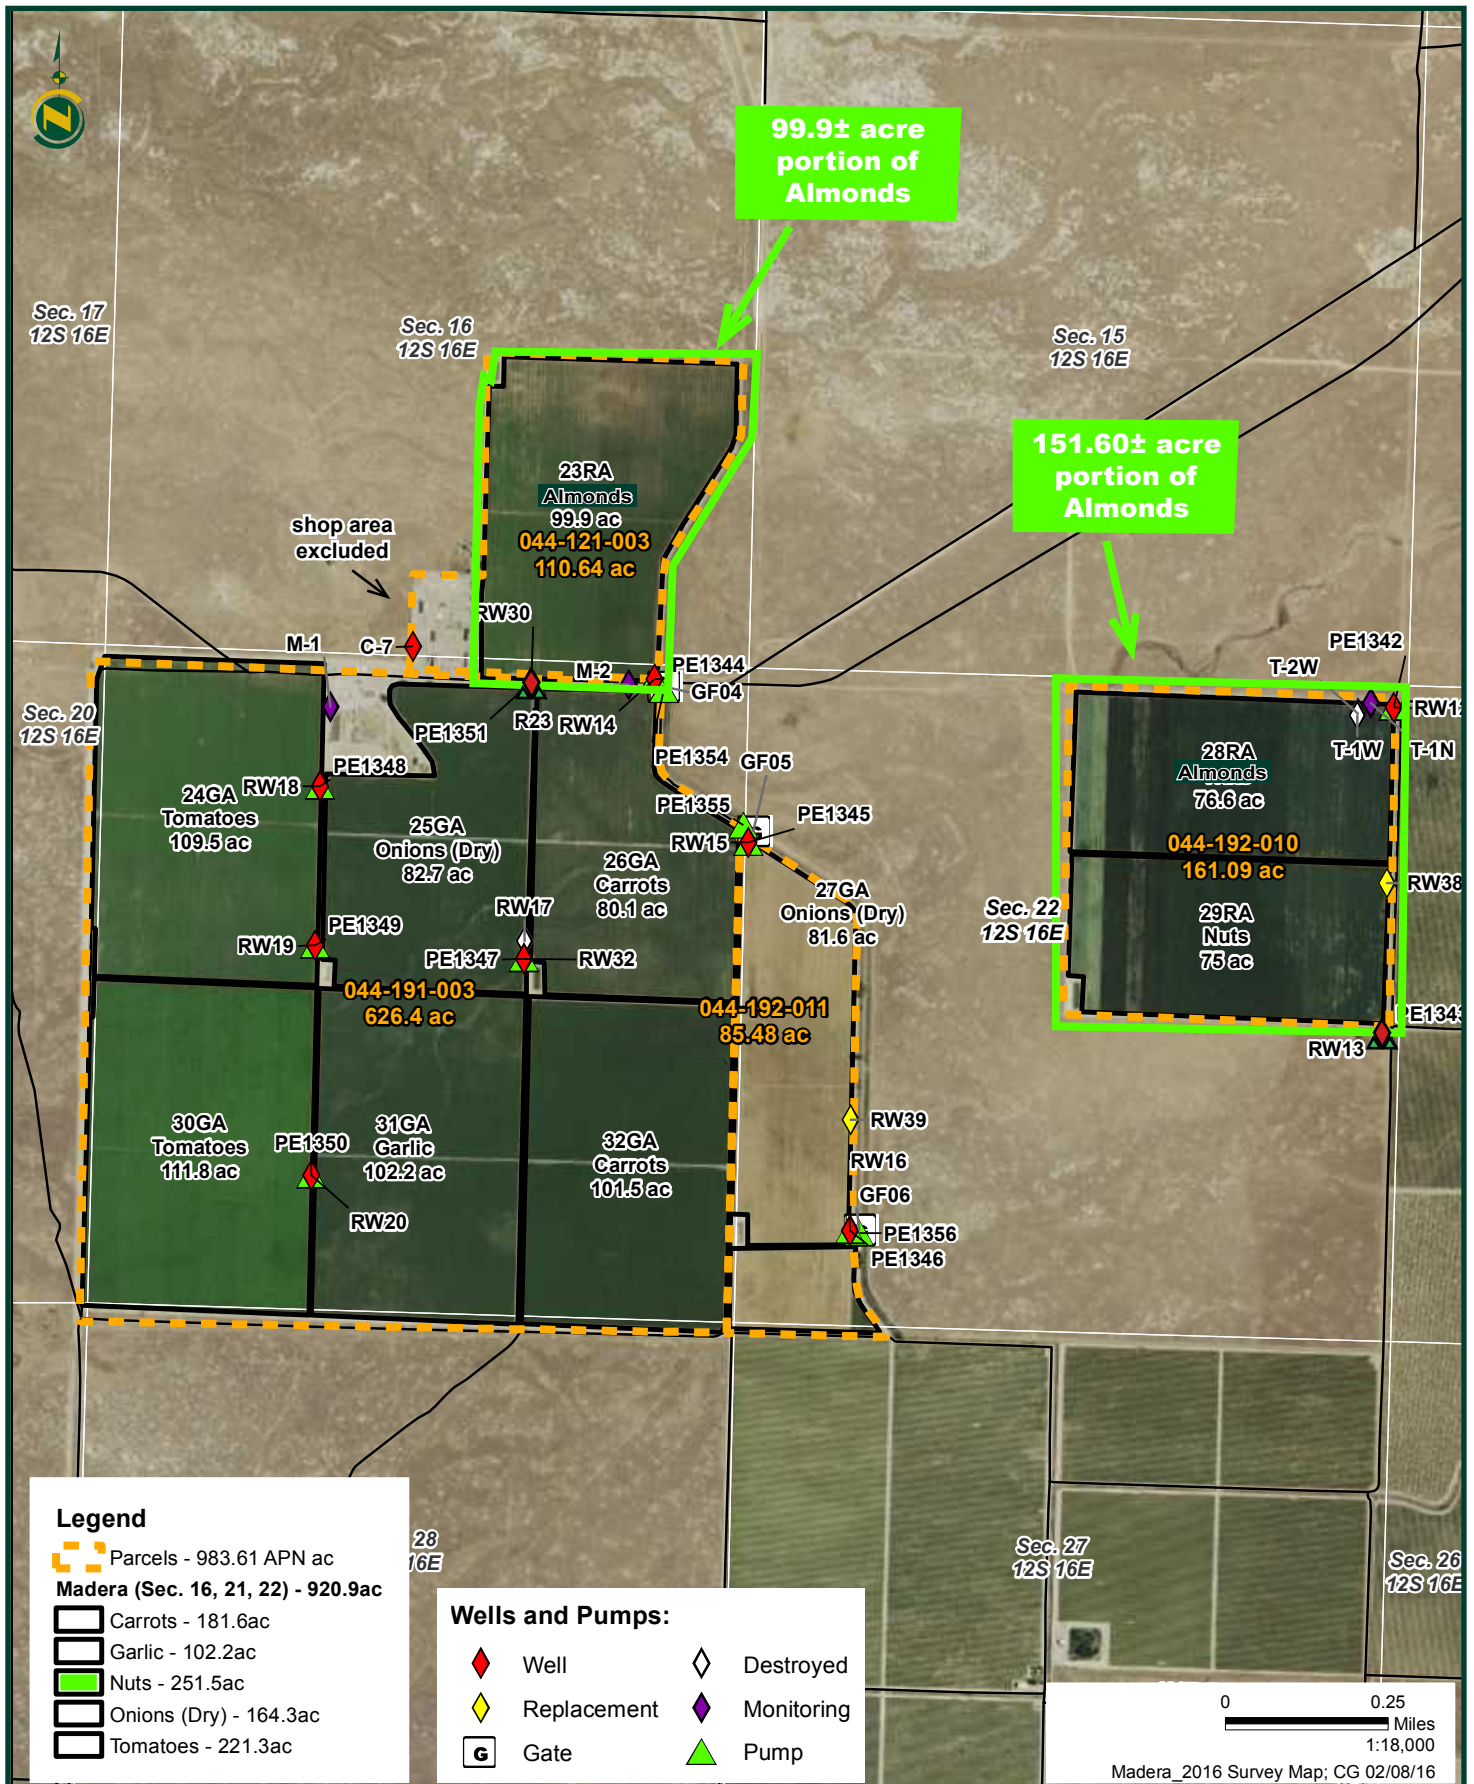 N
99.9± acre
portion of
Almonds
Sec. 17
12S 16E
Sec. 16
12S 16E
Sec. 15
12S 16E
151.60± acre
portion of
Almonds
23RA
Almonds
99.9 ac
044-121-003
110.64 ac
shop area
excluded
RW30
M-1
C-7
M-2
PE1344
GF04
PE1351
R23
RW14
PE1342
T-2W
RW12
T-1W
T-1N
Sec. 20
12S 16E
PE1354
GF05
PE1348
RW18
24GA
Tomatoes
109.5 ac
25GA
Onions (Dry)
82.7 ac
PE1355
G
PE1345
RW15
26GA
Carrots
80.1 ac
27GA
Onions (Dry)
81.6 ac
28RA
Almonds
76.6 ac
044-192-010
161.09 ac
RW38
29RA
Nuts
75 ac
Sec. 22
12S 16E
RW17
PE1349
RW19
PE1347
RW32
044-191-003
626.4 ac
044-192-011
85.48 ac
PE1343
RW13
30GA
Tomatoes
111.8 ac
PE1350
31GA
Garlic
102.2 ac
32GA
Carrots
101.5 ac
RW20
RW39
RW16
GF06
G
PE1356
PE1346
28
16E
Sec. 27
12S 16E
Sec. 26
12S 16E
Legend
Parcels - 983.61 APN ac
Madera (Sec. 16, 21, 22) - 920.9ac
Carrots - 181.6ac
Garlic - 102.2ac
Nuts - 251.5ac
Onions (Dry) - 164.3ac
Tomatoes - 221.3ac
Wells and Pumps:
Well
Destroyed
Replacement
Monitoring
G Gate
Pump
0 0.25
Miles
1:18,000
Madera_2016 Survey Map; CG 02/08/16